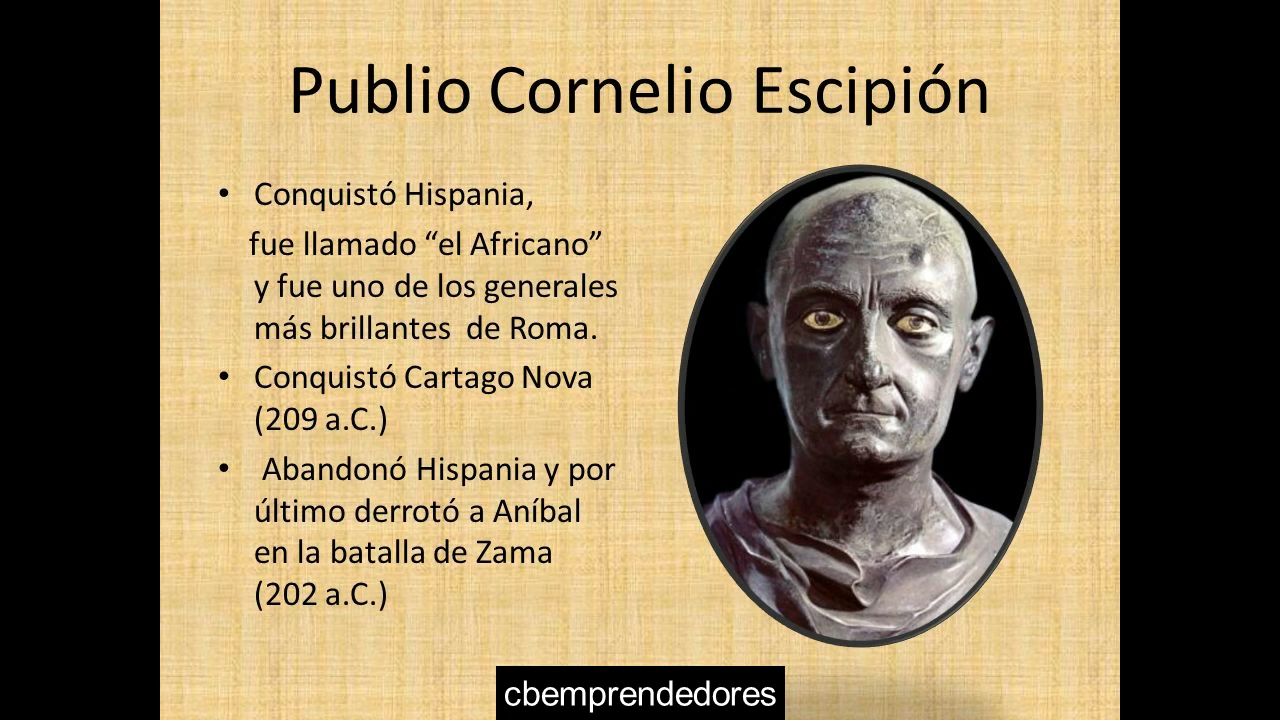 Publio Cornelio Escipión
• Conquistó Hispania,
fue llamado “el Africano”
y fue uno de los generales
más brillantes de Roma.
• Conquistó Cartago Nova
(209 a.C.)
• Abandonó Hispania y por
último derrotó a Aníbal
en la batalla de Zama
(202 a.C.)
cbemprendedores